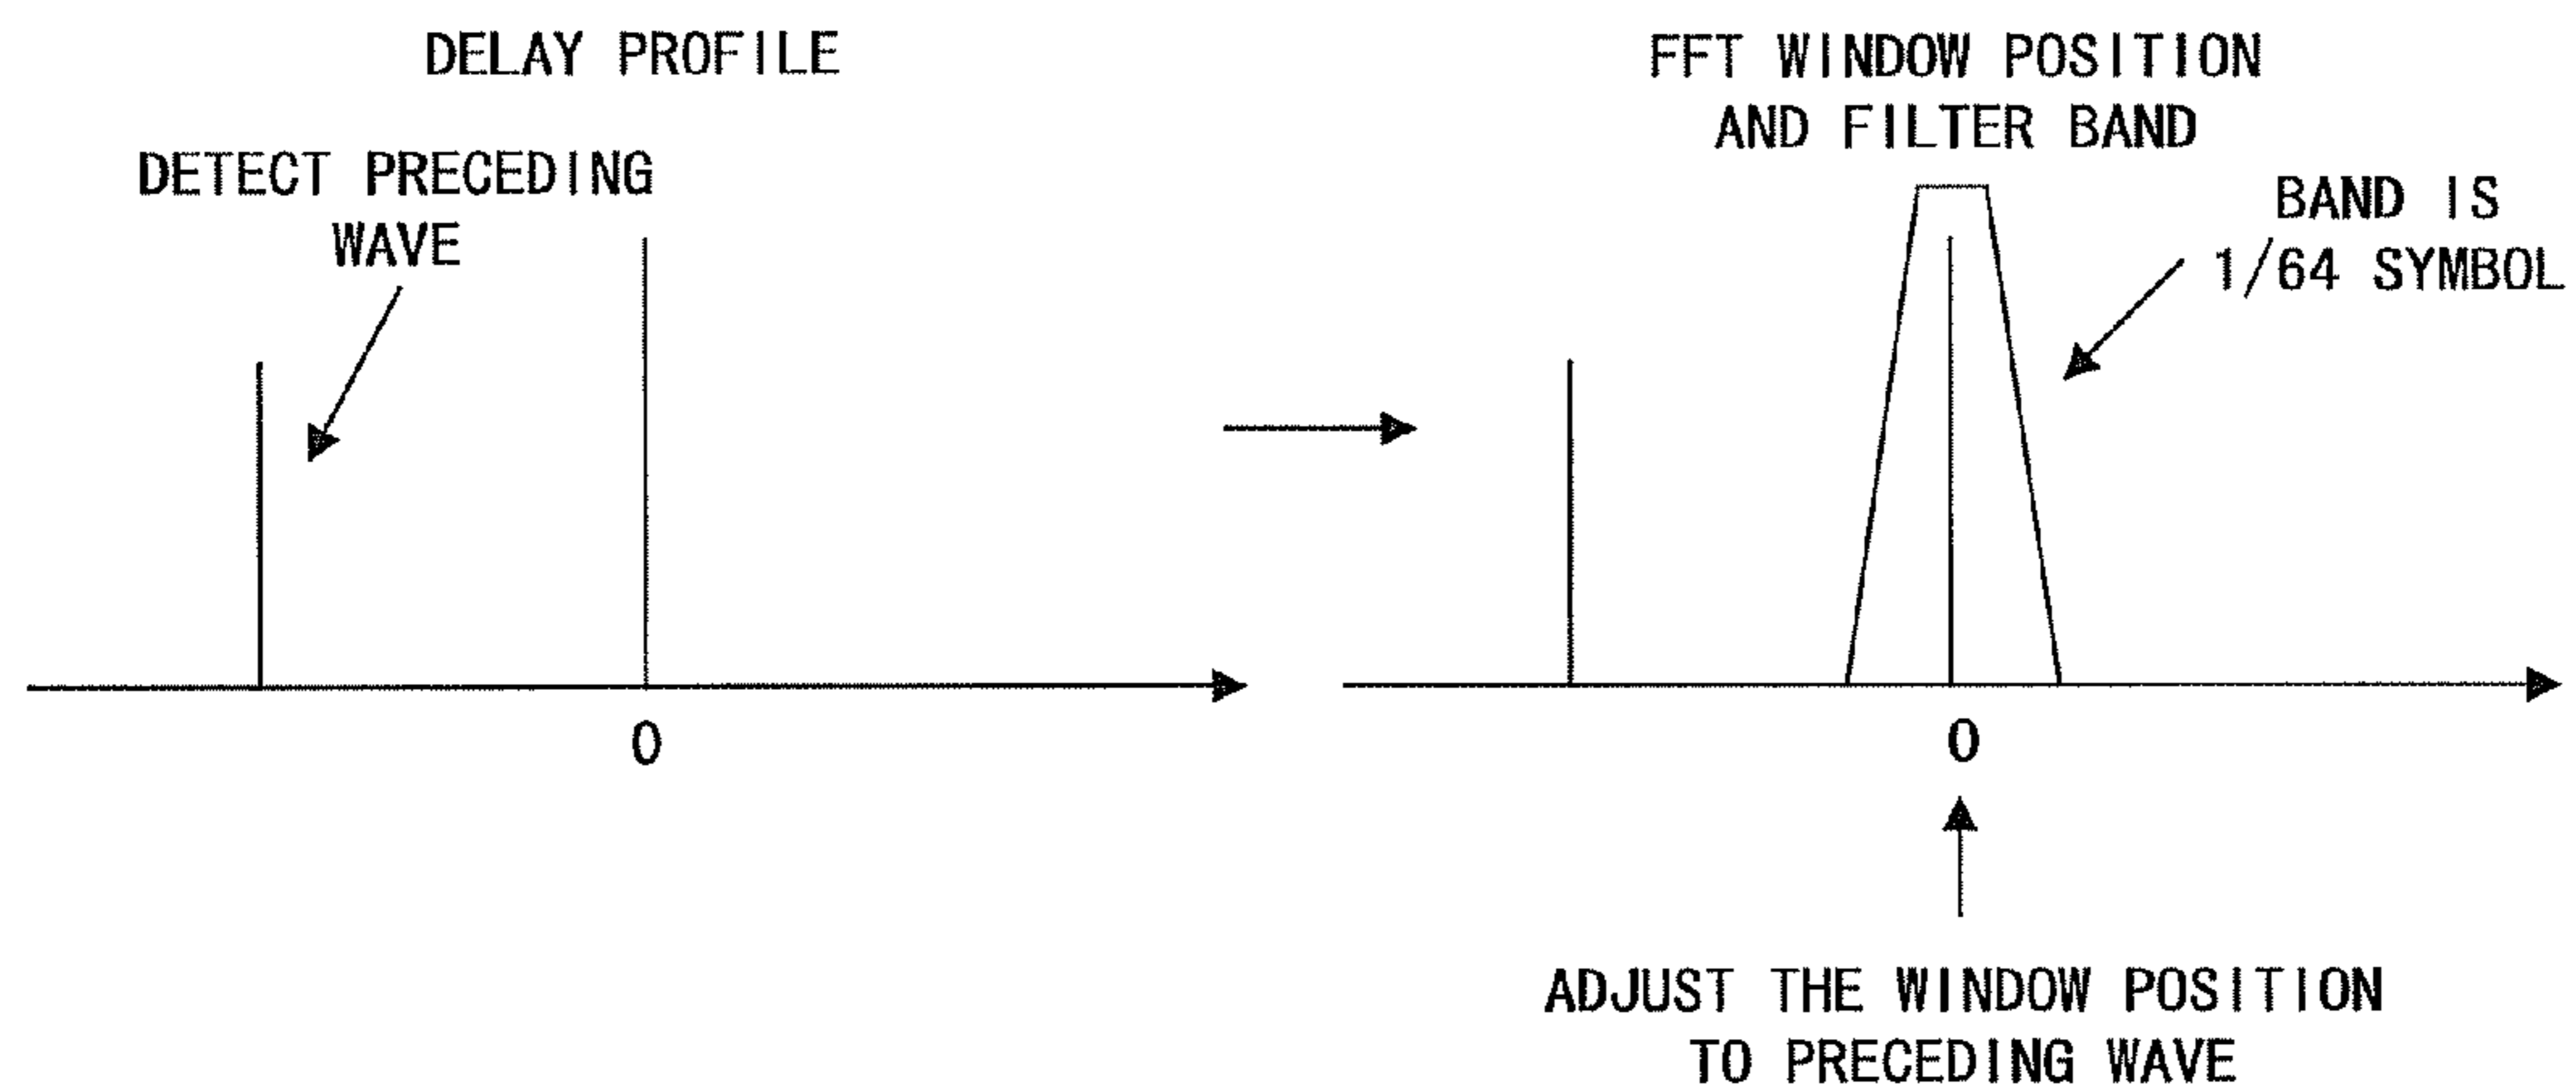 DELAY PROFILE
DETECT PRECEDING
WAVE
0
FFT WINDOW POSITION
AND FILTER BAND
BAND IS
1/64 SYMBOL
0
ADJUST THE WINDOW POSITION
TO PRECEDING WAVE